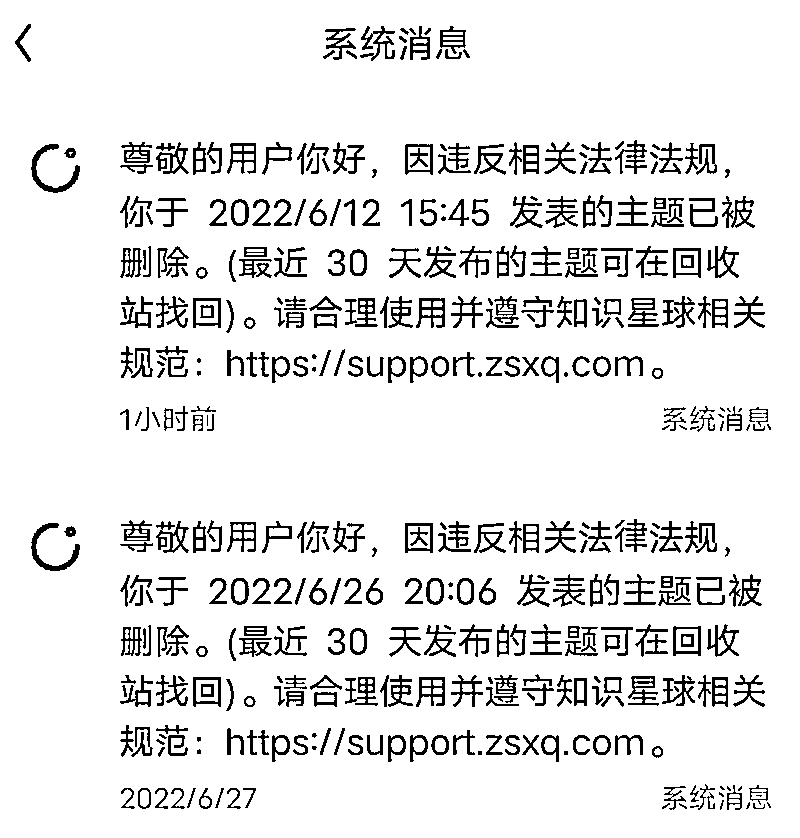 系统消息
尊敬的用户你好，因违反相关法律法规，
你于 2022/6/12 15:45 发表的主题已被
删除。(最近 30 天发布的主题可在回收
站找回)。请合理使用并遵守知识星球相关
规范：https://support.zsxq.com。
1小时前 系统消息
尊敬的用户你好，因违反相关法律法规，
你于 2022/6/26 20:06 发表的主题已被
删除。(最近 30 天发布的主题可在回收
站找回)。请合理使用并遵守知识星球相关
规范：https://support.zsxq.com。
2022/6/27 系统消息